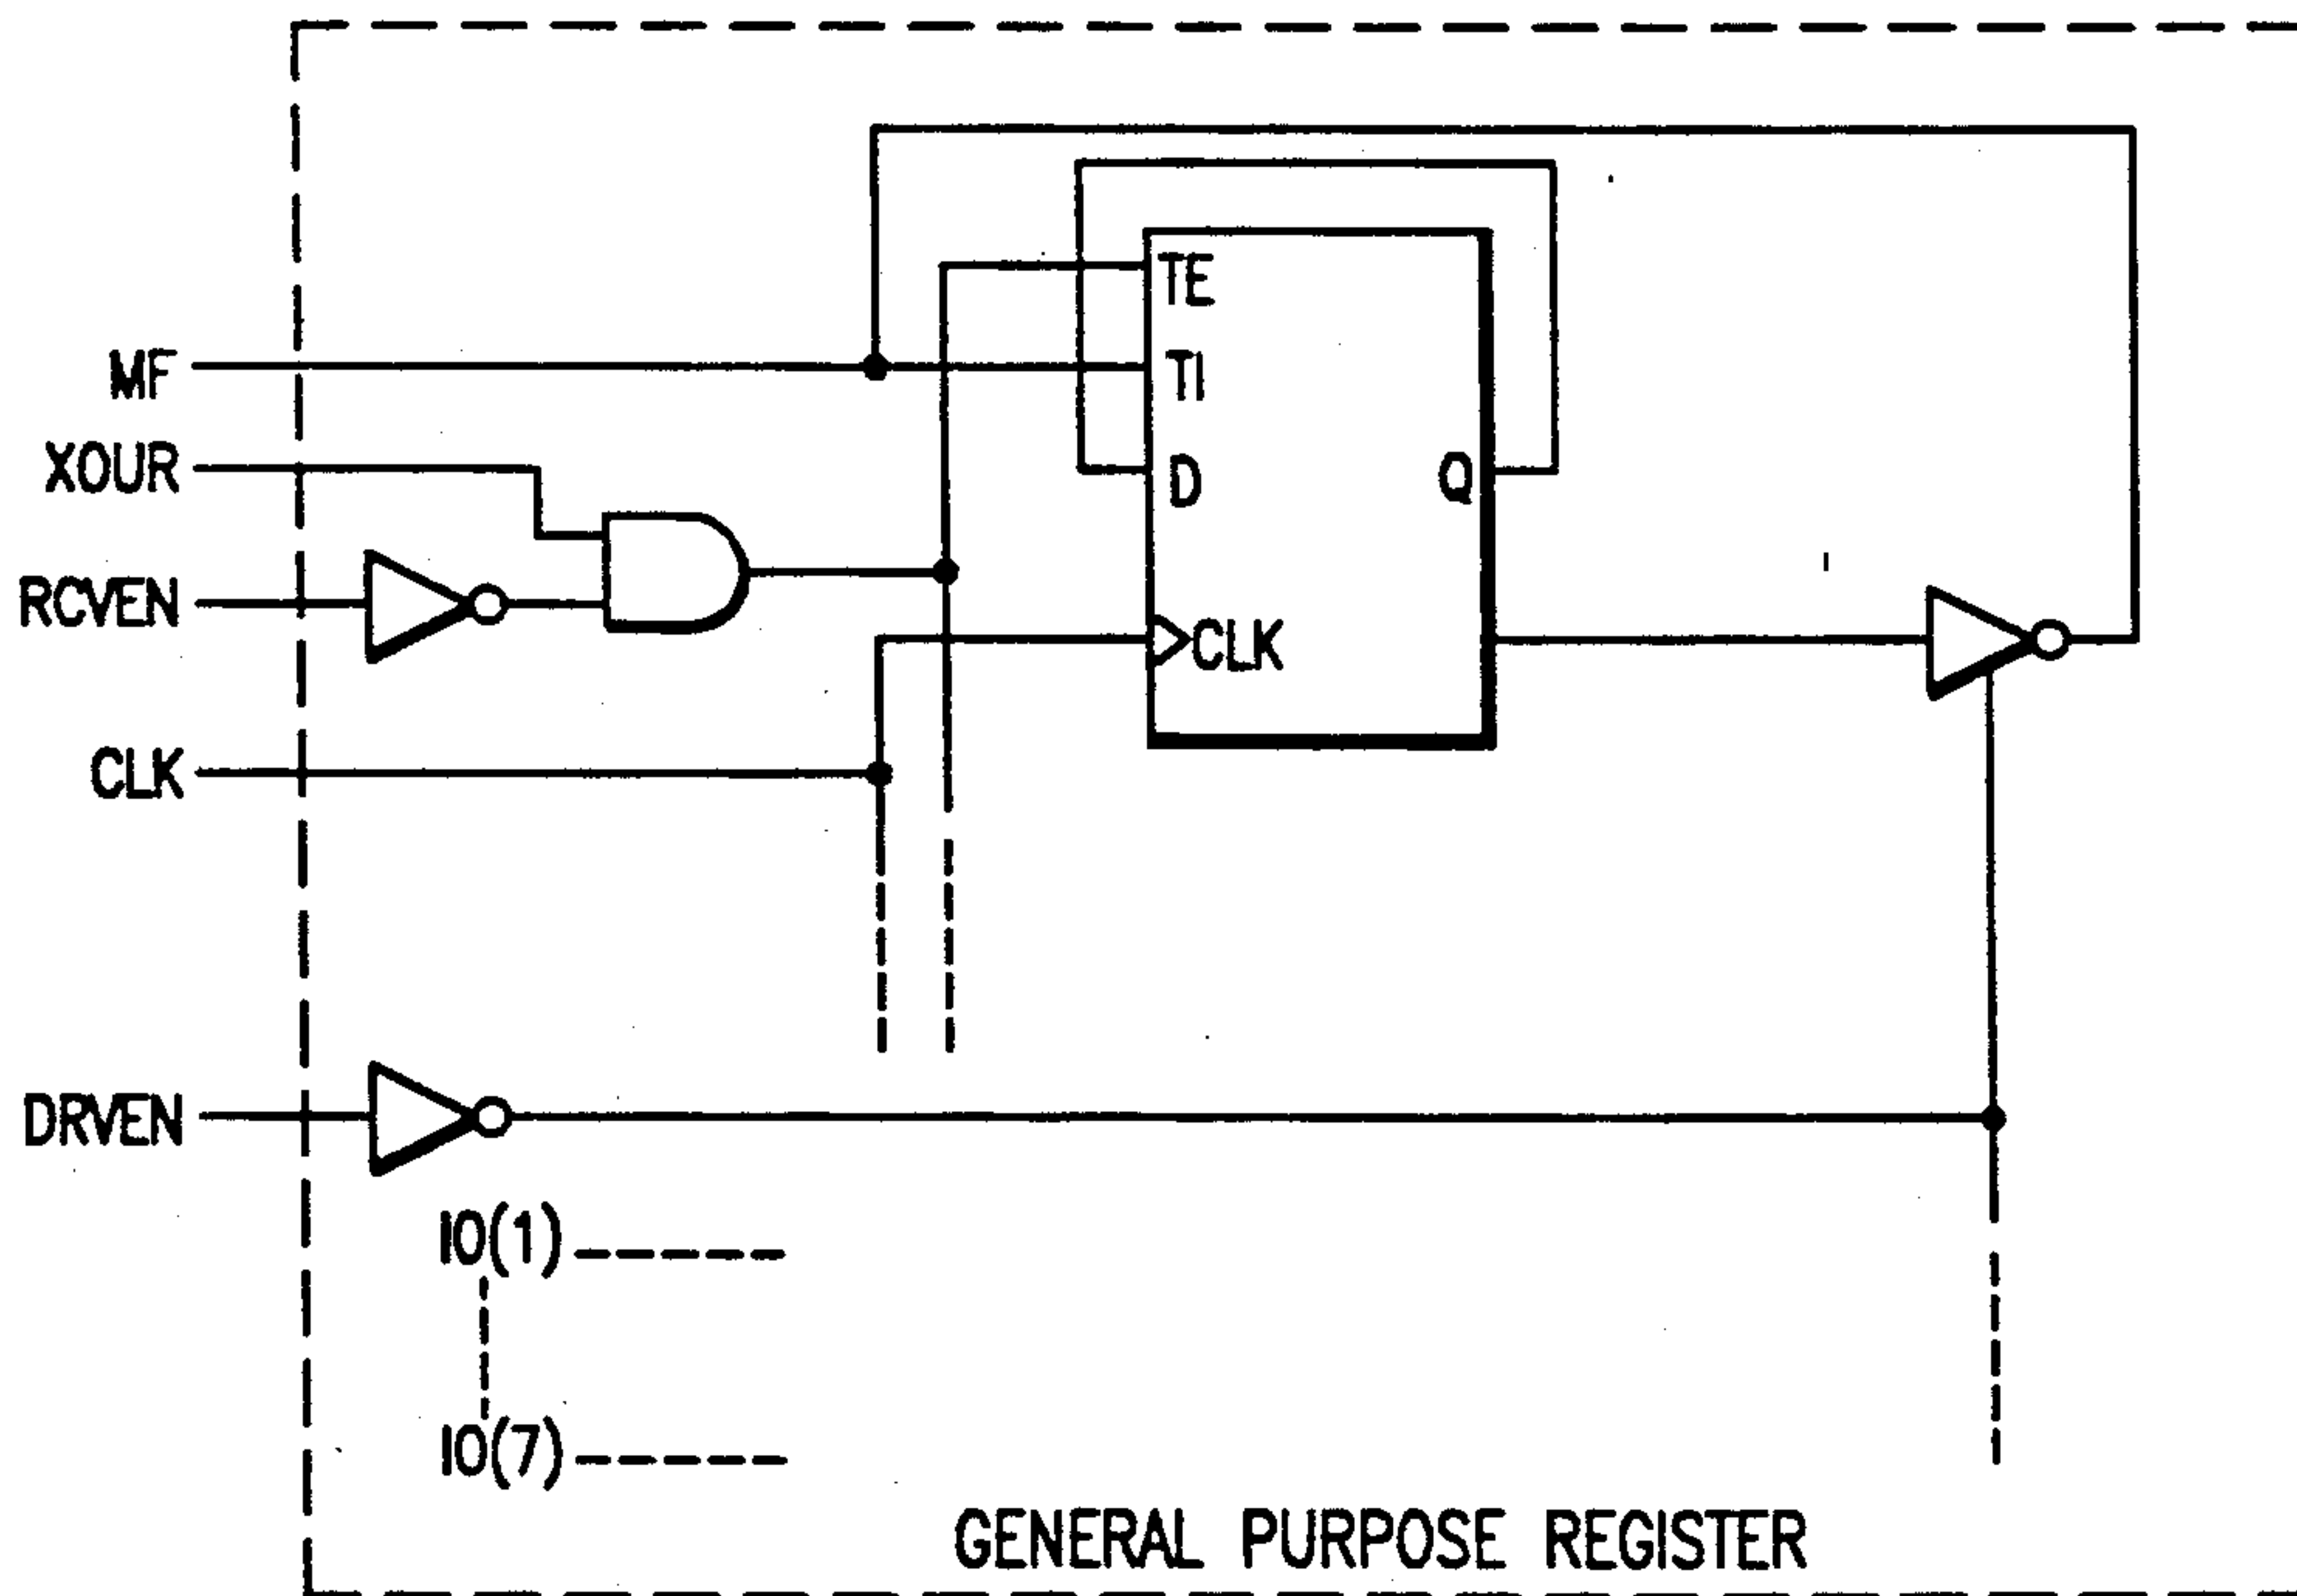 TE
MF
TI
XOUR
D
Q
RCVEN
CLK
CLK
DRVEN
IO(1)
IO(7)
GENERAL PURPOSE REGISTER